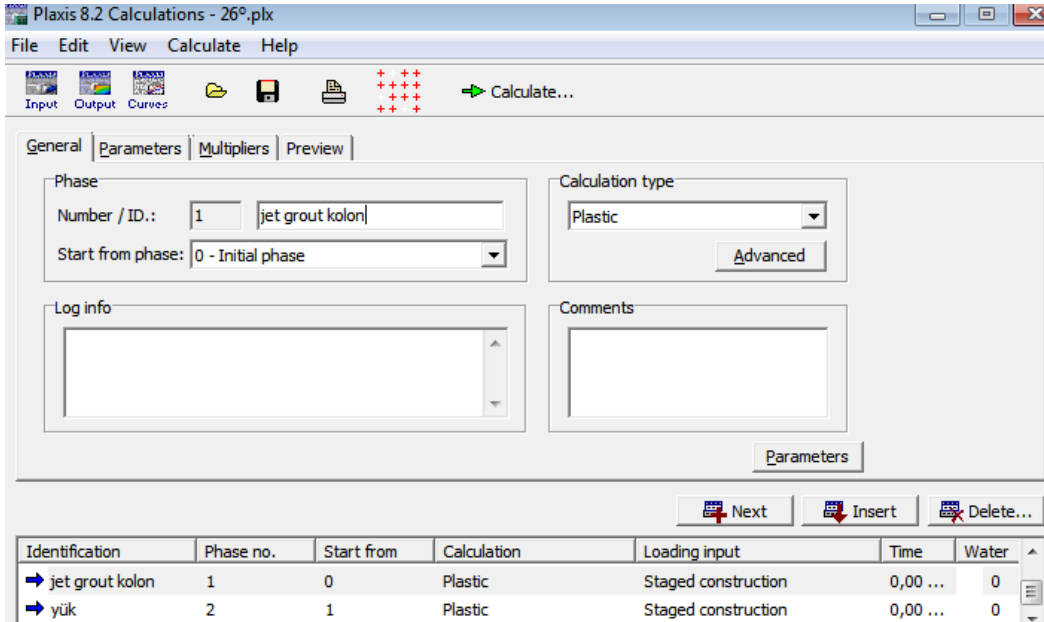 Plaxis 8.2 Calculations - 26º.plx
File Edit View Calculate Help
Input Output Curves Calculate...
General Parameters Multipliers Preview
Phase
Number / ID.: 1 jet grout kolon
Start from phase: 0 - Initial phase
Calculation type
Plastic
Advanced
Log info
Comments
Parameters
Next Insert Delete...
Identification Phase no. Start from Calculation Loading input Time Water
jet grout kolon 1 0 Plastic Staged construction 0,00 ... 0
yük 2 1 Plastic Staged construction 0,00 ... 0